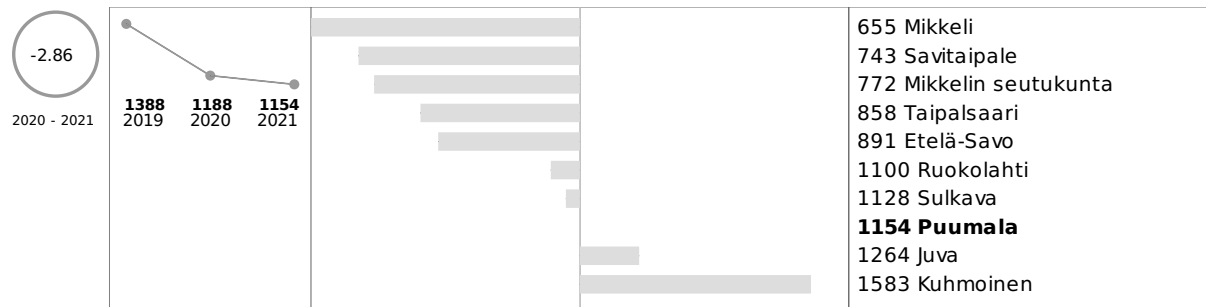 -2.86
2020 - 2021
1388 1188 1154
2019 2020 2021
655 Mikkeli
743 Savitaipale
772 Mikkelin seutukunta
858 Taipalsaari
891 Etelä-Savo
1100 Ruokolahti
1128 Sulkava
1154 Puumala
1264 Juva
1583 Kuhmoinen